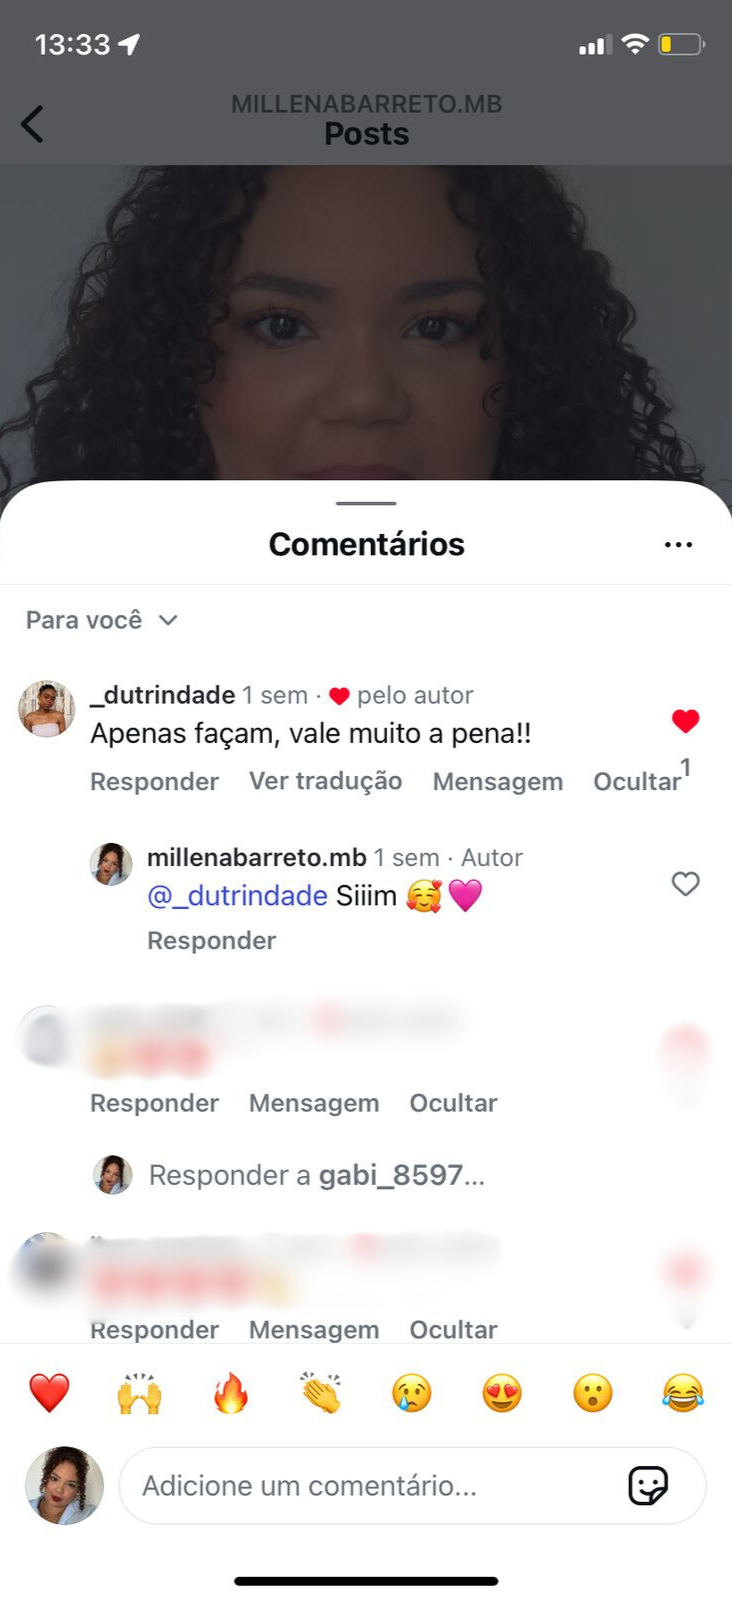 13:33
MILLENABARRETO.MB
Posts
Comentários
Para você
_dutrindade 1 sem · ❤ pelo autor
Apenas façam, vale muito a pena!!
Responder Ver tradução Mensagem Ocultar
1
millenabarreto.mb 1 sem · Autor
@_dutrindade Siiim 🥰💗
Responder
Responder Mensagem Ocultar
Responder a gabi_8597...
Responder Mensagem Ocultar
❤️ 🙌 🔥 👏 😢 😍 😮 😂
Adicione um comentário...